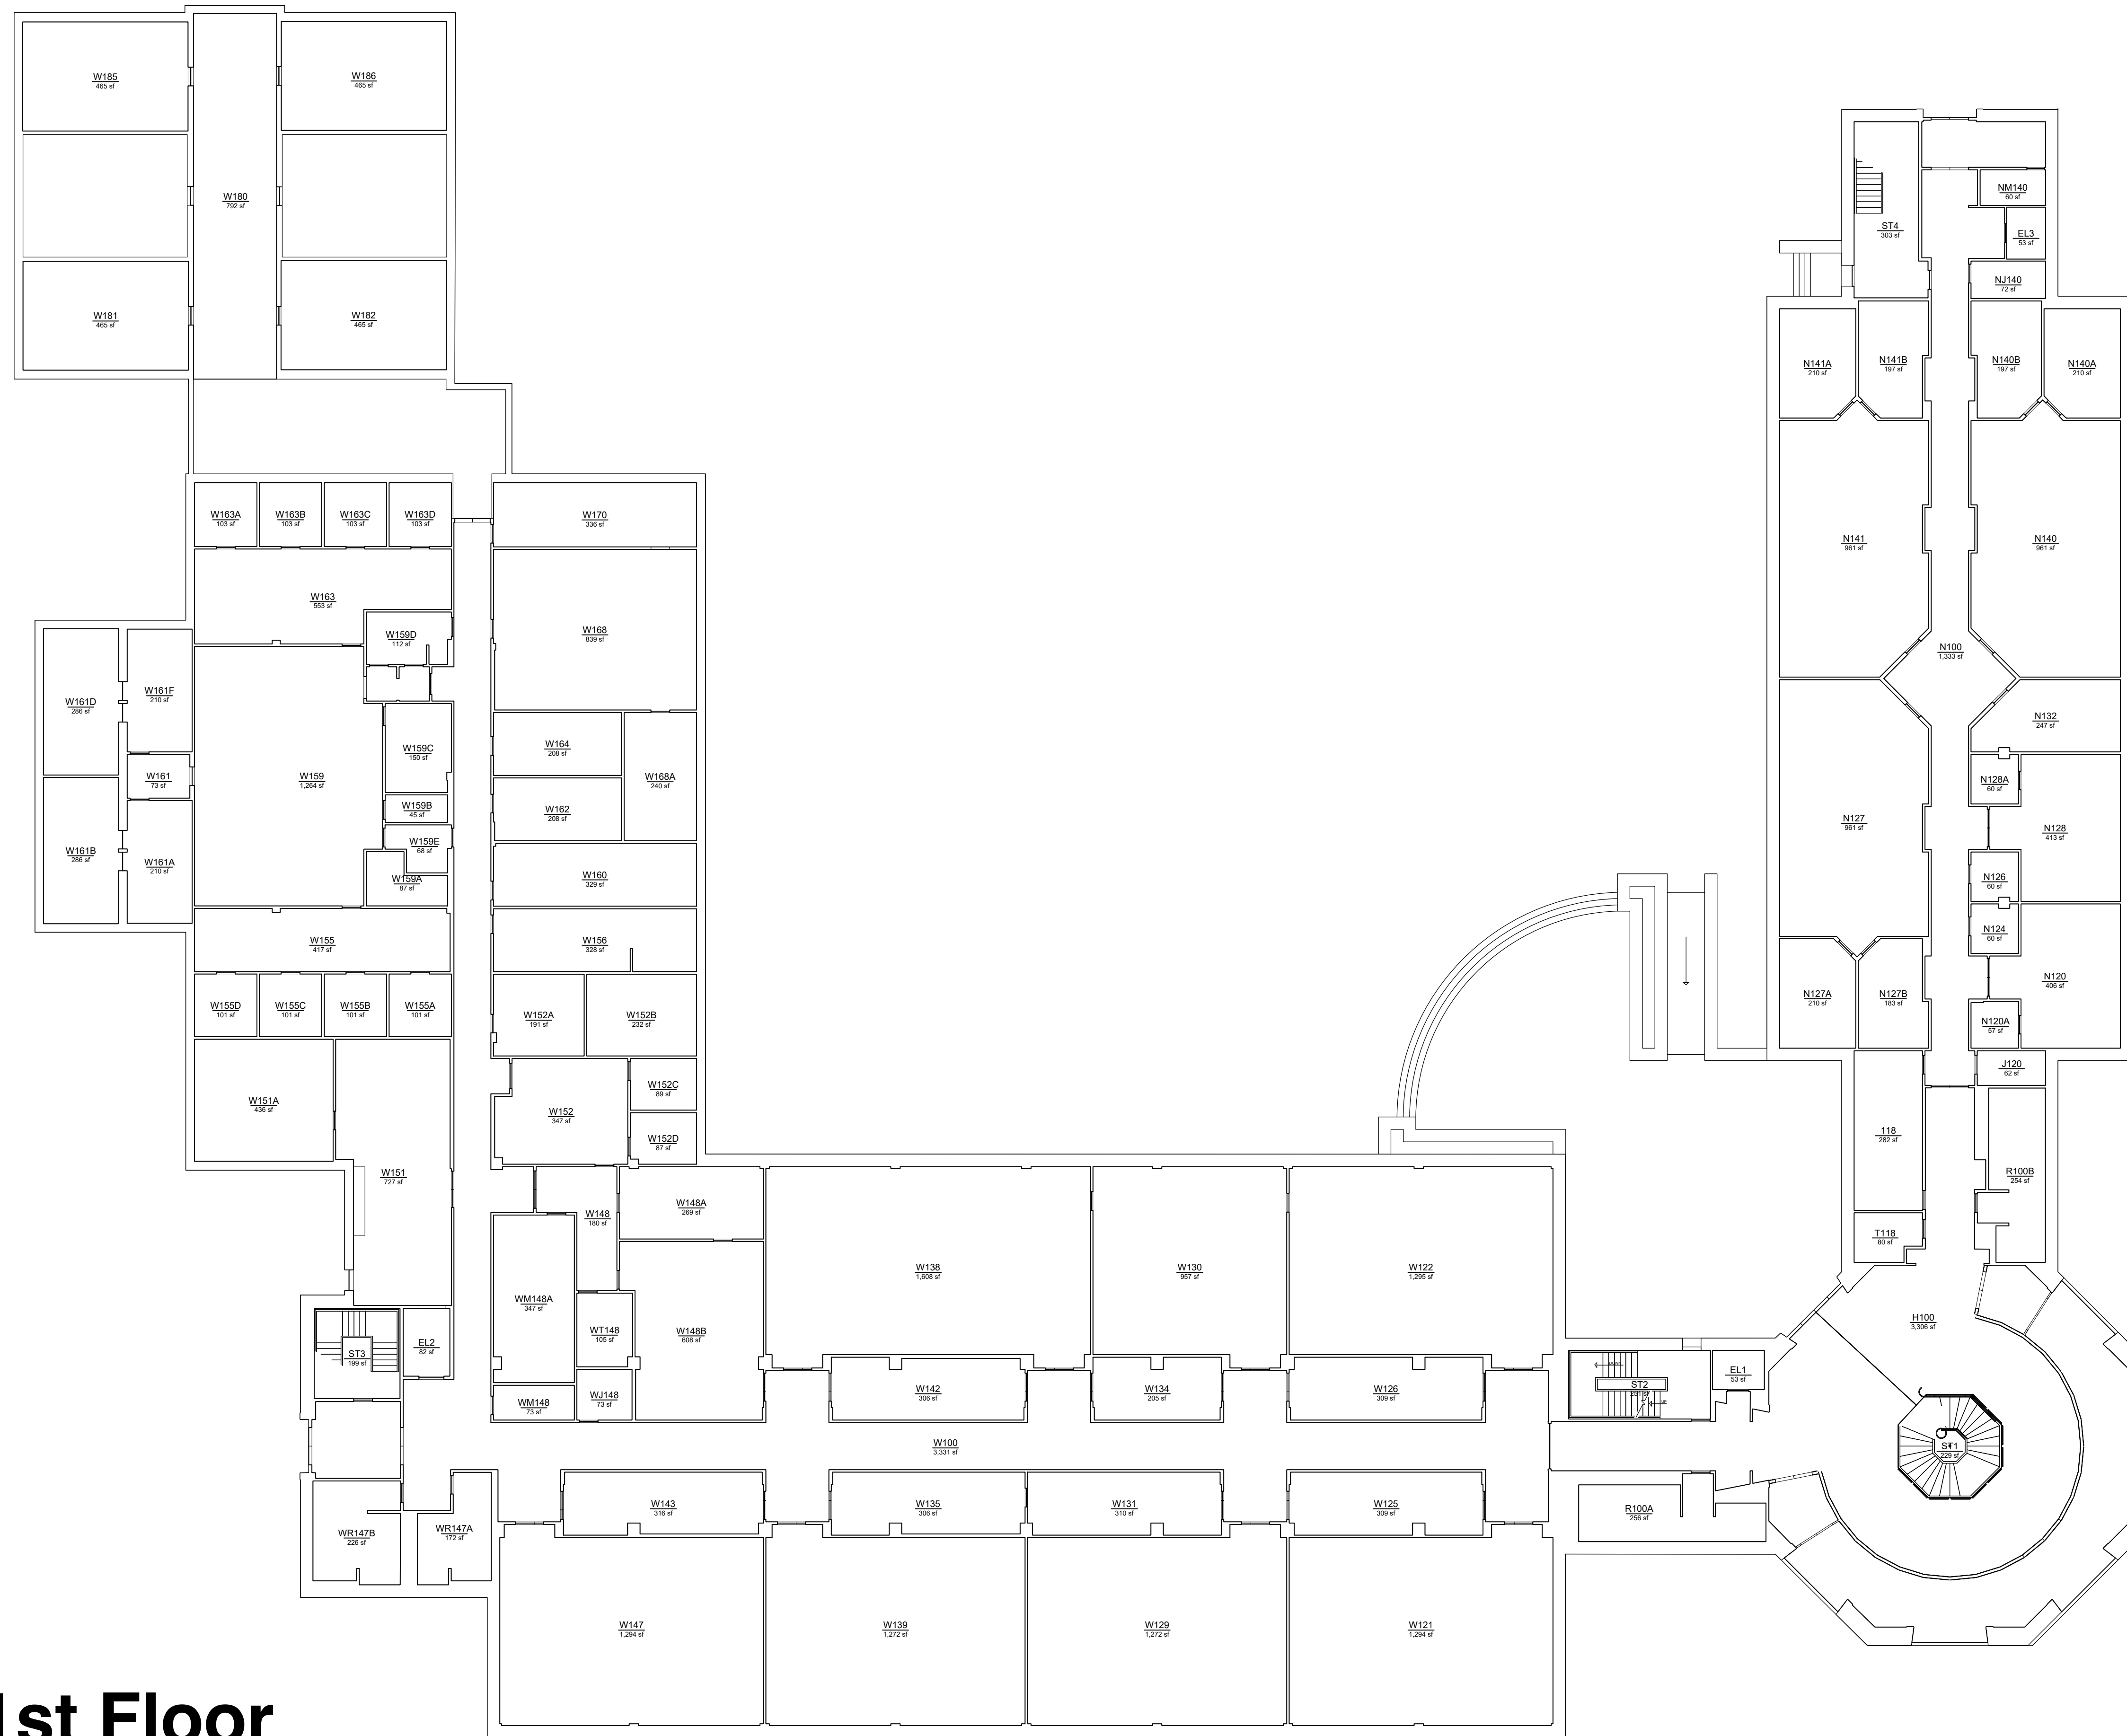 W185
465 sf
W186
465 sf
W180
792 sf
W181
465 sf
W182
465 sf
NM140
60 sf
ST4
303 sf
EL3
53 sf
NJ140
72 sf
N141A
210 sf
N141B
197 sf
N140B
197 sf
N140A
210 sf
W163A
103 sf
W163B
103 sf
W163C
103 sf
W163D
103 sf
W170
336 sf
N141
961 sf
N140
961 sf
W163
553 sf
W159D
112 sf
W168
839 sf
N100
1,333 sf
W161D
286 sf
W161F
210 sf
N132
247 sf
W159C
150 sf
W164
208 sf
W161
73 sf
W159
1,264 sf
W168A
240 sf
N128A
60 sf
W159B
45 sf
W162
208 sf
N127
961 sf
N128
413 sf
W159E
68 sf
W161B
286 sf
W161A
210 sf
W159A
87 sf
W160
329 sf
N126
60 sf
W155
417 sf
W156
328 sf
N124
60 sf
N120
406 sf
N127A
210 sf
N127B
183 sf
W155D
101 sf
W155C
101 sf
W155B
101 sf
W155A
101 sf
W152A
191 sf
W152B
232 sf
N120A
57 sf
J120
62 sf
W152C
89 sf
W151A
436 sf
W152
347 sf
W152D
87 sf
118
282 sf
W151
727 sf
R100B
254 sf
W148A
269 sf
W148
180 sf
T118
80 sf
W138
1,608 sf
W130
957 sf
W122
1,295 sf
WM148A
347 sf
H100
3,306 sf
WT148
105 sf
W148B
608 sf
EL2
82 sf
ST3
199 sf
DOWN
EL1
53 sf
ST2
W142
306 sf
W134
205 sf
W126
309 sf
WM148
73 sf
WJ148
73 sf
UP
W100
3,331 sf
ST1
229 sf
W143
316 sf
W135
306 sf
W131
310 sf
W125
309 sf
R100A
256 sf
WR147B
226 sf
WR147A
172 sf
W147
1,294 sf
W139
1,272 sf
W129
1,272 sf
W121
1,294 sf
1st Floor